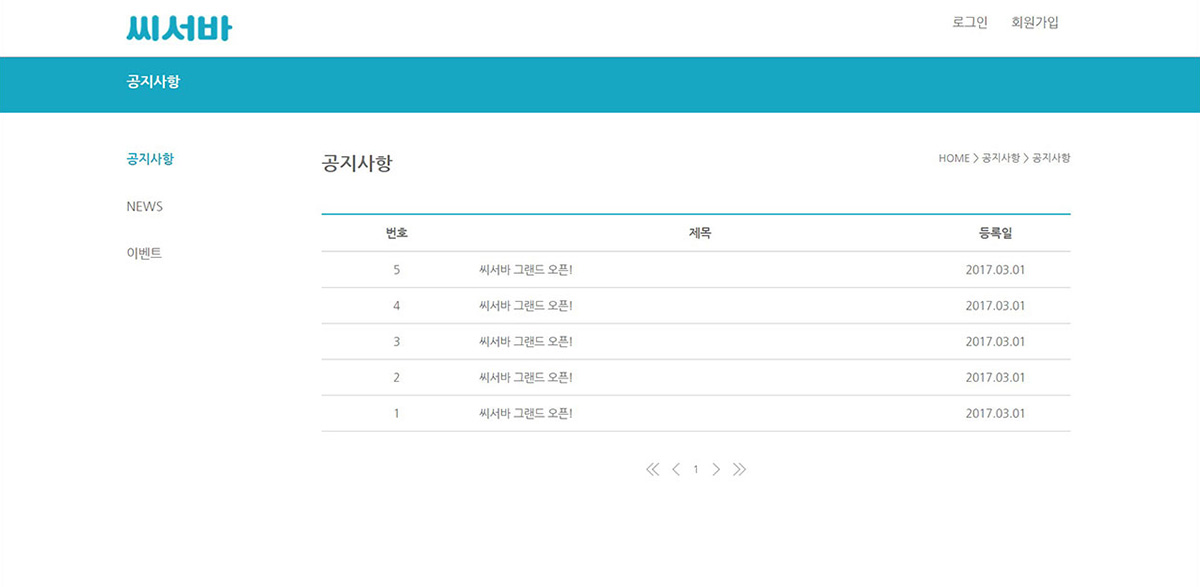 씨서바
로그인 회원가입
공지사항
공지사항
NEWS
이벤트
공지사항
HOME > 공지사항 > 공지사항
번호 제목 등록일
5 씨서바 그랜드 오픈! 2017.03.01
4 씨서바 그랜드 오픈! 2017.03.01
3 씨서바 그랜드 오픈! 2017.03.01
2 씨서바 그랜드 오픈! 2017.03.01
1 씨서바 그랜드 오픈! 2017.03.01
1